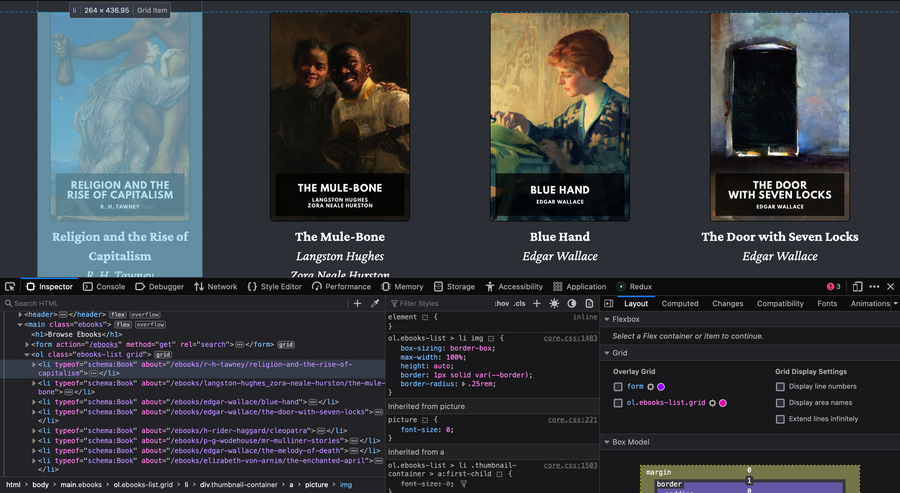 li 264 × 436.95 Grid Item
RELIGION AND THE
RISE OF CAPITALISM
R. H. TAWNEY
THE MULE-BONE
LANGSTON HUGHES
ZORA NEALE HURSTON
BLUE HAND
EDGAR WALLACE
THE DOOR
WITH SEVEN LOCKS
EDGAR WALLACE
Religion and the Rise of
Capitalism
R. H. Tawney
The Mule-Bone
Langston Hughes
Zora Neale Hurston
Blue Hand
Edgar Wallace
The Door with Seven Locks
Edgar Wallace
Inspector Console Debugger Network Style Editor Performance Memory Storage Accessibility Application Redux 3
Search HTML
<header> </header> flex overflow
<main class="ebooks"> flex overflow
<h1>Browse Ebooks</h1>
<form action="/ebooks" method="get" rel="search"> </form> grid
<ol class="ebooks-list grid"> grid
<li typeof="schema:Book" about="/ebooks/r-h-tawney/religion-and-the-rise-of-
capitalism"> </li>
<li typeof="schema:Book" about="/ebooks/langston-hughes_zora-neale-hurston/the-mule-
bone"> </li>
<li typeof="schema:Book" about="/ebooks/edgar-wallace/blue-hand"> </li>
<li typeof="schema:Book" about="/ebooks/edgar-wallace/the-door-with-seven-locks">
</li>
<li typeof="schema:Book" about="/ebooks/h-rider-haggard/cleopatra"> </li>
<li typeof="schema:Book" about="/ebooks/p-g-wodehouse/mr-mulliner-stories"> </li>
<li typeof="schema:Book" about="/ebooks/edgar-wallace/the-melody-of-death"> </li>
<li typeof="schema:Book" about="/ebooks/elizabeth-von-arnim/the-enchanted-april">
</li>
html > body > main.ebooks > ol.ebooks-list.grid > li > div.thumbnail-container > a > picture > img
Filter Styles :hov .cls
element { inline
}
ol.ebooks-list > li img { core.css:1483
box-sizing: border-box;
max-width: 100%;
height: auto;
border: 1px solid var(--border);
border-radius: .25rem;
}
Inherited from picture
picture { core.css:221
font-size: 0;
}
Inherited from a
ol.ebooks-list > li .thumbnail-
container > a:first-child { core.css:1503
font-size: 0;
Layout Computed Changes Compatibility Fonts Animations
Flexbox
Select a Flex container or item to continue.
Grid
Overlay Grid
form
ol.ebooks-list.grid
Grid Display Settings
Display line numbers
Display area names
Extend lines infinitely
Box Model
margin 0
border 1